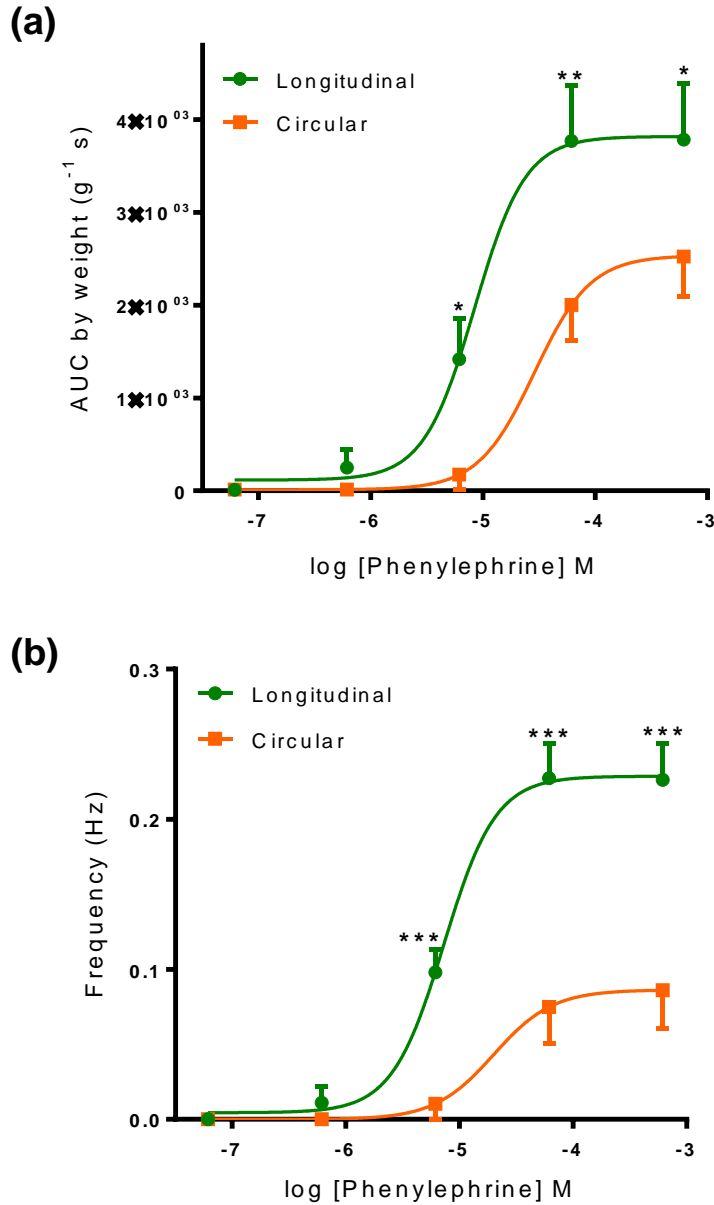 (a)
Longitudinal
Circular
** *
*
4✖10 03
3✖10 03
2✖10 03
1✖10 03
0
AUC by weight (g-1 s)
-7 -6 -5 -4 -3
log [Phenylephrine] M
(b)
Longitudinal
Circular
*** ***
***
0.3
0.2
0.1
0.0
Frequency (Hz)
-7 -6 -5 -4 -3
log [Phenylephrine] M